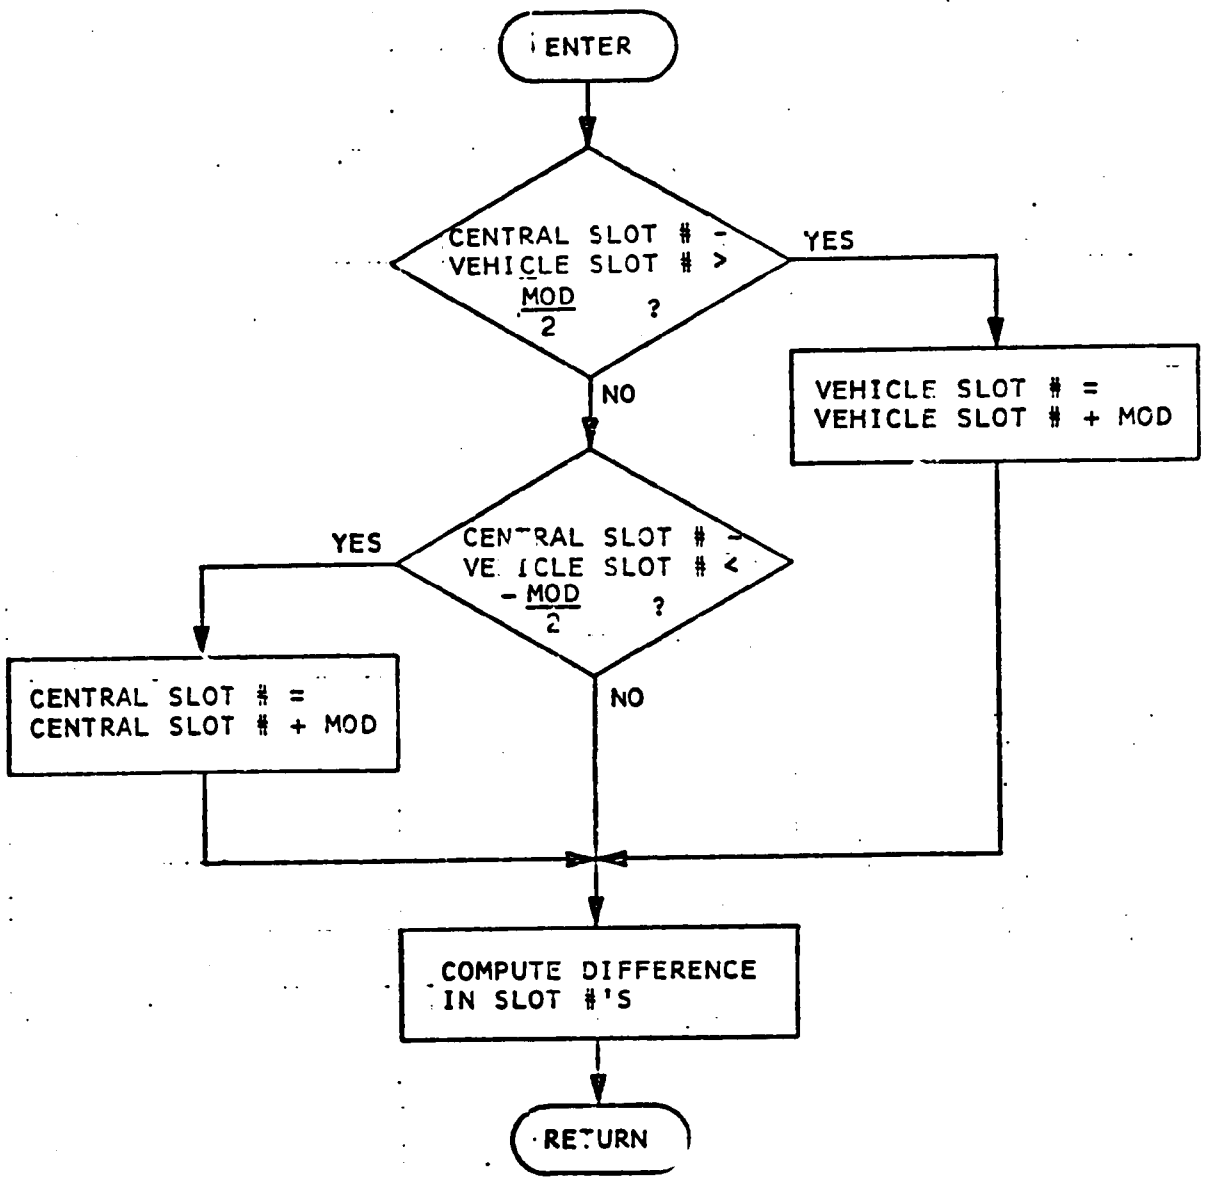 ENTER
CENTRAL SLOT # -
VEHICLE SLOT # >
MOD
2 ?
YES
NO
VEHICLE SLOT # =
VEHICLE SLOT # + MOD
CENTRAL SLOT # -
VEHICLE SLOT # <
- MOD
2 ?
YES
NO
CENTRAL SLOT # =
CENTRAL SLOT # + MOD
COMPUTE DIFFERENCE
IN SLOT #'S
RETURN